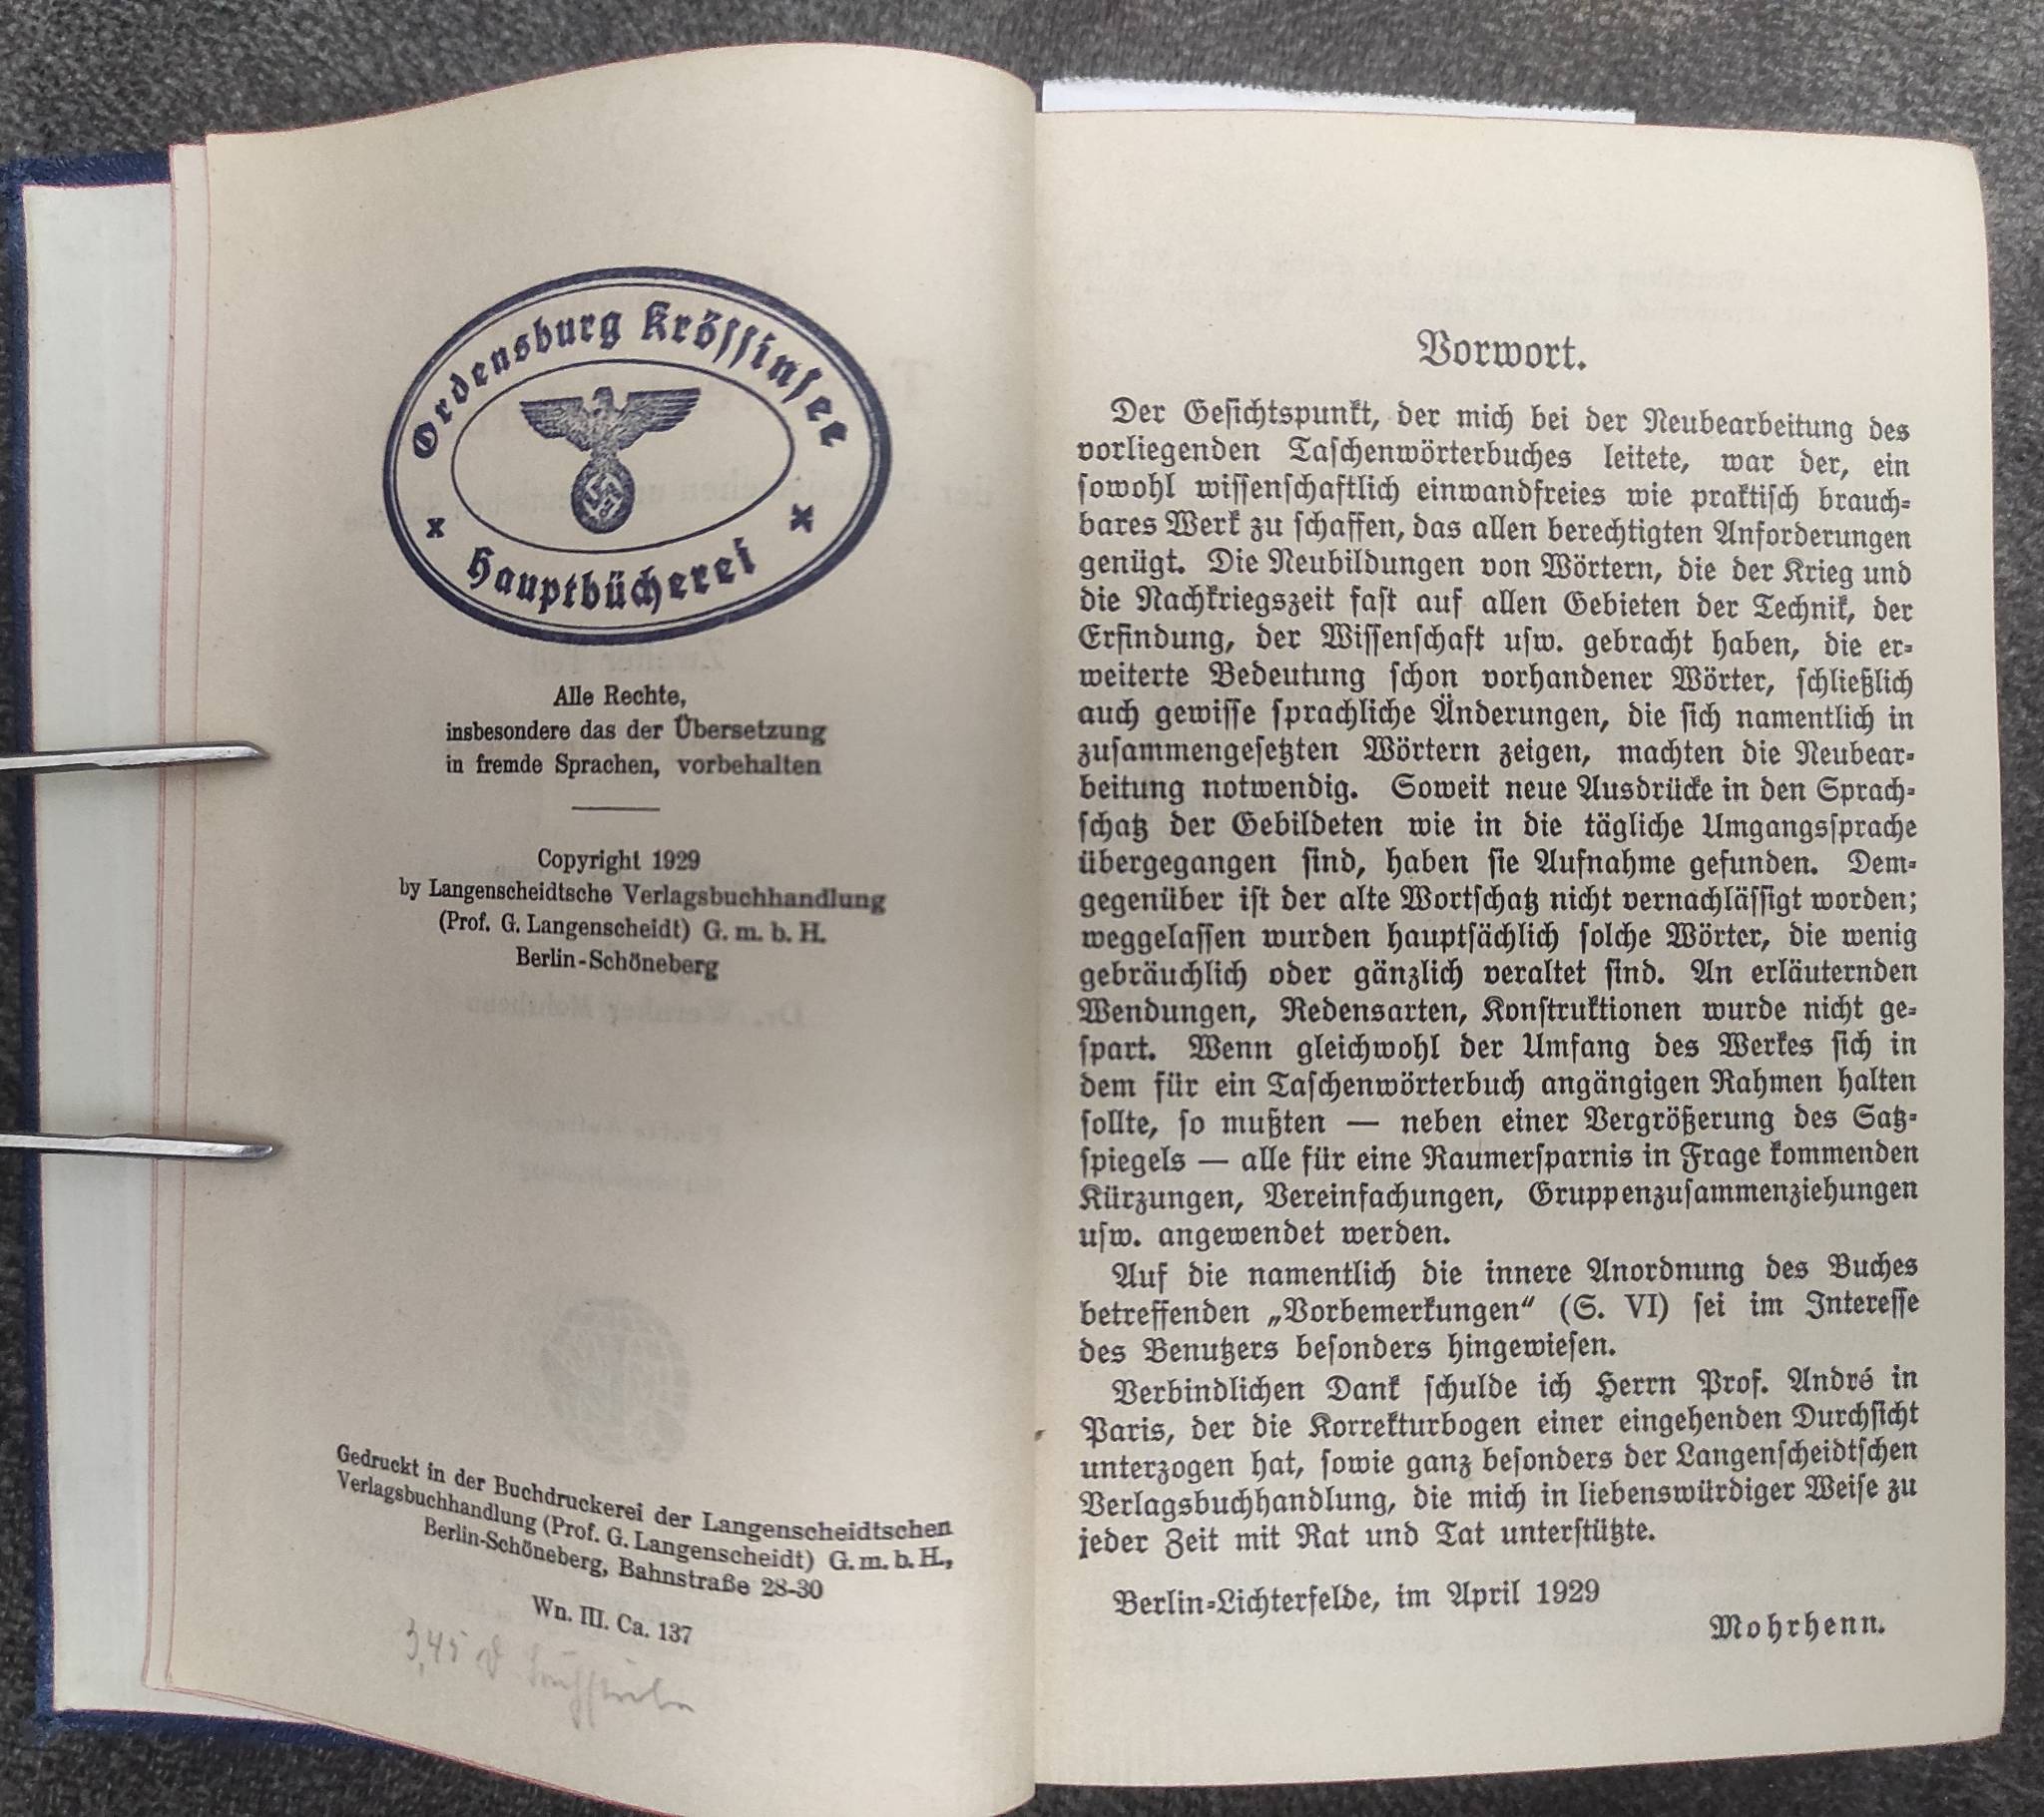 Ordensburg Krössinsee
x x
Hauptbücherei
Alle Rechte,
insbesondere das der Übersetzung
in fremde Sprachen, vorbehalten
Copyright 1929
by Langenscheidtsche Verlagsbuchhandlung
(Prof. G. Langenscheidt) G. m. b. H.
Berlin-Schöneberg
Gedruckt in der Buchdruckerei der Langenscheidtschen
Verlagsbuchhandlung (Prof. G. Langenscheidt) G. m. b. H.,
Berlin-Schöneberg, Bahnstraße 28-30
Wn. III. Ca. 137
3,45
Vorwort.
Der Gesichtspunkt, der mich bei der Neubearbeitung des
vorliegenden Taschenwörterbuches leitete, war der, ein
sowohl wissenschaftlich einwandfreies wie praktisch brauch-
bares Werk zu schaffen, das allen berechtigten Anforderungen
genügt. Die Neubildungen von Wörtern, die der Krieg und
die Nachkriegszeit fast auf allen Gebieten der Technik, der
Erfindung, der Wissenschaft usw. gebracht haben, die er-
weiterte Bedeutung schon vorhandener Wörter, schließlich
auch gewisse sprachliche Änderungen, die sich namentlich in
zusammengesetzten Wörtern zeigen, machten die Neubear-
beitung notwendig. Soweit neue Ausdrücke in den Sprach-
schatz der Gebildeten wie in die tägliche Umgangssprache
übergegangen sind, haben sie Aufnahme gefunden. Dem-
gegenüber ist der alte Wortschatz nicht vernachlässigt worden;
weggelassen wurden hauptsächlich solche Wörter, die wenig
gebräuchlich oder gänzlich veraltet sind. An erläuternden
Wendungen, Redensarten, Konstruktionen wurde nicht ge-
spart. Wenn gleichwohl der Umfang des Werkes sich in
dem für ein Taschenwörterbuch angängigen Rahmen halten
sollte, so mußten — neben einer Vergrößerung des Satz-
spiegels — alle für eine Raumersparnis in Frage kommenden
Kürzungen, Vereinfachungen, Gruppenzusammenziehungen
usw. angewendet werden.
Auf die namentlich die innere Anordnung des Buches
betreffenden „Vorbemerkungen“ (S. VI) sei im Interesse
des Benutzers besonders hingewiesen.
Verbindlichen Dank schulde ich Herrn Prof. André in
Paris, der die Korrekturbogen einer eingehenden Durchsicht
unterzogen hat, sowie ganz besonders der Langenscheidtschen
Verlagsbuchhandlung, die mich in liebenswürdiger Weise zu
jeder Zeit mit Rat und Tat unterstützte.
Berlin-Lichterfelde, im April 1929
Mohrhenn.